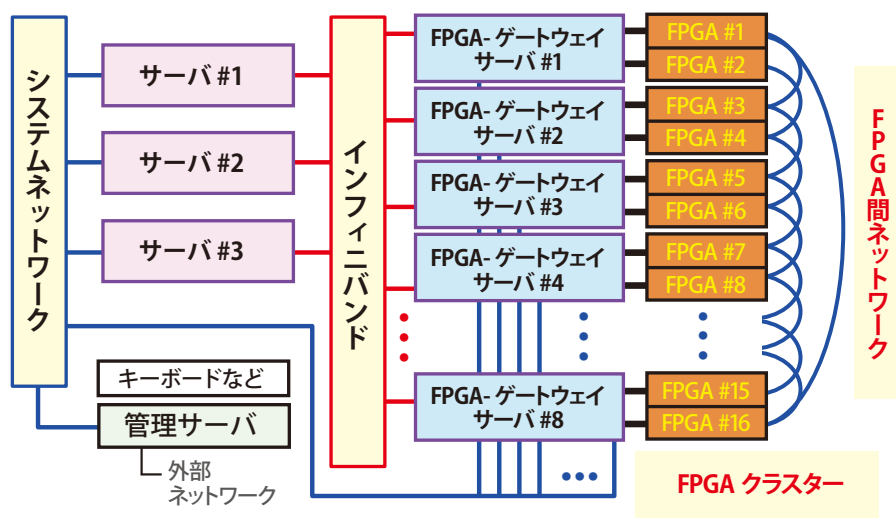 システムネットワーク
サーバ #1
サーバ #2
サーバ #3
キーボードなど
管理サーバ
外部
ネットワーク
インフィニバンド
FPGA- ゲートウェイ
サーバ #1
FPGA- ゲートウェイ
サーバ #2
FPGA- ゲートウェイ
サーバ #3
FPGA- ゲートウェイ
サーバ #4
FPGA- ゲートウェイ
サーバ #8
FPGA #1
FPGA #2
FPGA #3
FPGA #4
FPGA #5
FPGA #6
FPGA #7
FPGA #8
FPGA #15
FPGA #16
FPGA間ネットワーク
FPGA クラスター